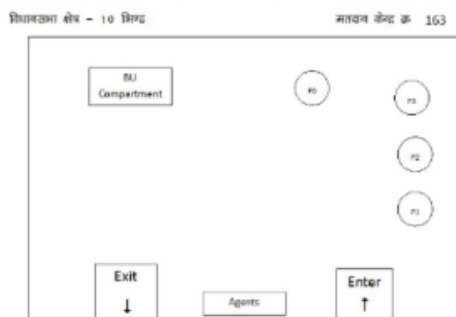 विधानसभा क्षेत्र - 10 भिण्ड
मतदान केन्द्र क्र 163
BU
Compartment
P0
P3
P2
P1
Exit
↓
Agents
Enter
↑